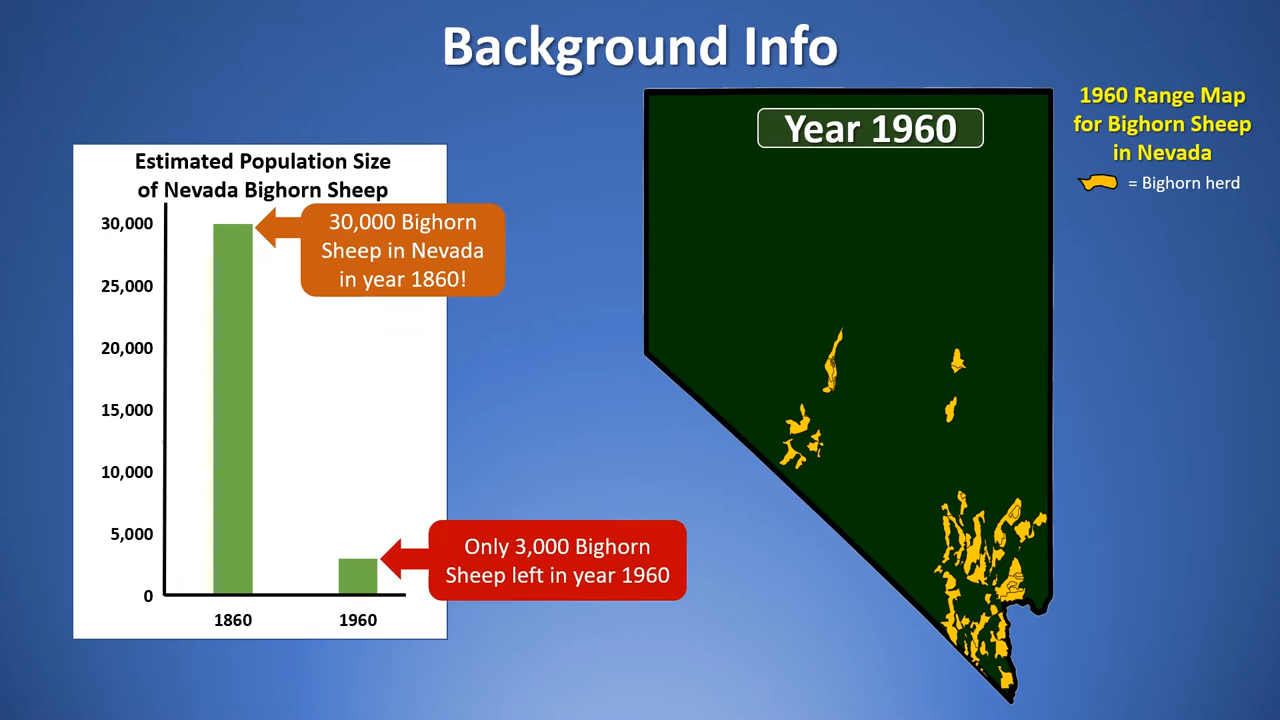 Background Info
Estimated Population Size
of Nevada Bighorn Sheep
30,000
25,000
20,000
15,000
10,000
5,000
0
1860
1960
30,000 Bighorn
Sheep in Nevada
in year 1860!
Only 3,000 Bighorn
Sheep left in year 1960
Year 1960
1960 Range Map
for Bighorn Sheep
in Nevada
= Bighorn herd